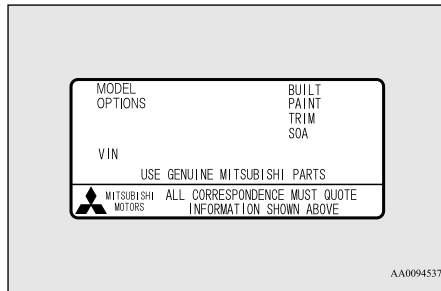 MODEL BUILT
OPTIONS PAINT
TRIM
SOA
VIN
USE GENUINE MITSUBISHI PARTS
MITSUBISHI MOTORS ALL CORRESPONDENCE MUST QUOTE INFORMATION SHOWN ABOVE
AA0094537